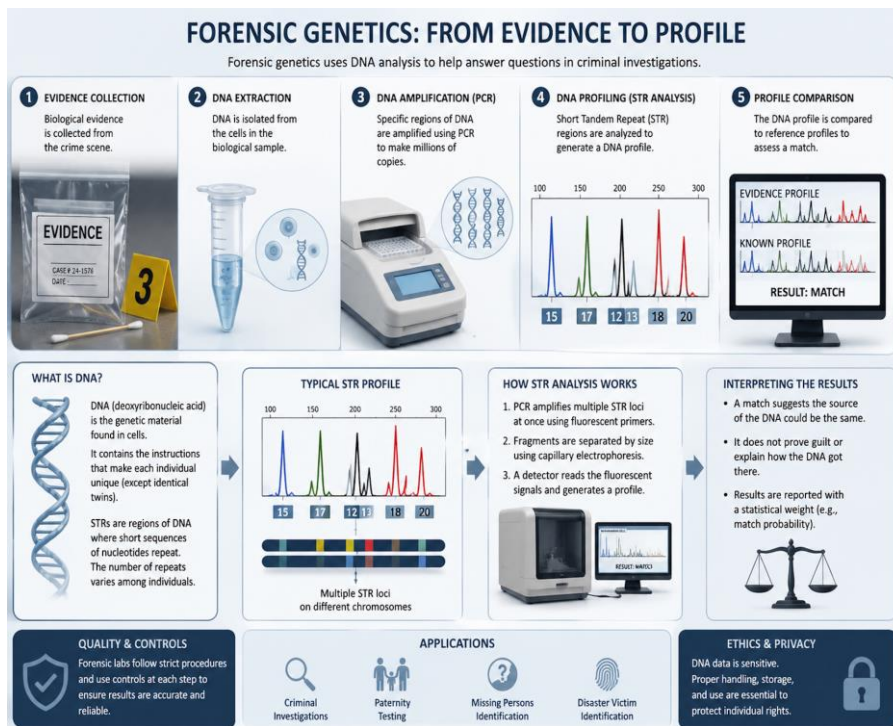 FORENSIC GENETICS: FROM EVIDENCE TO PROFILE
Forensic genetics uses DNA analysis to help answer questions in criminal investigations.
1 EVIDENCE COLLECTION
Biological evidence
is collected from
the crime scene.
EVIDENCE
CASE # 24-1578
DATE -
3
2 DNA EXTRACTION
DNA is isolated from
the cells in the
biological sample.
3 DNA AMPLIFICATION (PCR)
Specific regions of DNA
are amplified using PCR
to make millions of
copies.
4 DNA PROFILING (STR ANALYSIS)
Short Tandem Repeat (STR)
regions are analyzed to
generate a DNA profile.
100 150 200 250 300
15 17 12 13 18 20
5 PROFILE COMPARISON
The DNA profile is compared
to reference profiles to
assess a match.
EVIDENCE PROFILE
KNOWN PROFILE
RESULT: MATCH
WHAT IS DNA?
DNA (deoxyribonucleic acid)
is the genetic material
found in cells.
It contains the instructions
that make each individual
unique (except identical
twins).
STRs are regions of DNA
where short sequences
of nucleotides repeat.
The number of repeats
varies among individuals.
TYPICAL STR PROFILE
100 150 200 250 300
15 17 12 13 18 20
Multiple STR loci
on different chromosomes
HOW STR ANALYSIS WORKS
1. PCR amplifies multiple STR loci
at once using fluorescent primers.
2. Fragments are separated by size
using capillary electrophoresis.
3. A detector reads the fluorescent
signals and generates a profile.
INTERPRETING THE RESULTS
• A match suggests the source
of the DNA could be the same.
• It does not prove guilt or
explain how the DNA got
there.
• Results are reported with
a statistical weight (e.g.,
match probability).
QUALITY & CONTROLS
Forensic labs follow strict procedures
and use controls at each step to
ensure results are accurate and
reliable.
APPLICATIONS
Criminal
Investigations
Paternity
Testing
?
Missing Persons
Identification
Disaster Victim
Identification
ETHICS & PRIVACY
DNA data is sensitive.
Proper handling, storage,
and use are essential to
protect individual rights.